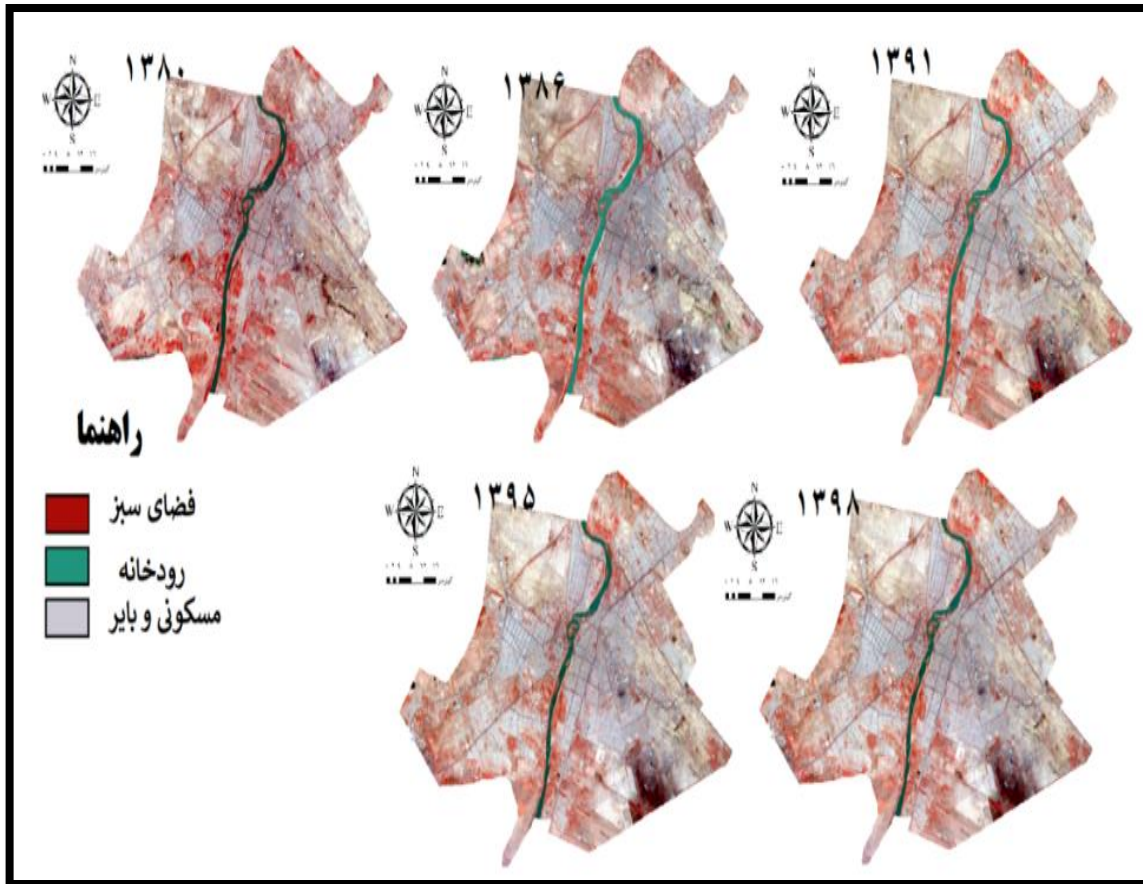 ۱۳۸۰
N
W E
S
۱۳۸۶
N
W E
S
۱۳۹۱
N
W E
S
راهنما
فضای سبز
رودخانه
مسکونی و بایر
۱۳۹۵
N
W E
S
۱۳۹۸
N
W E
S